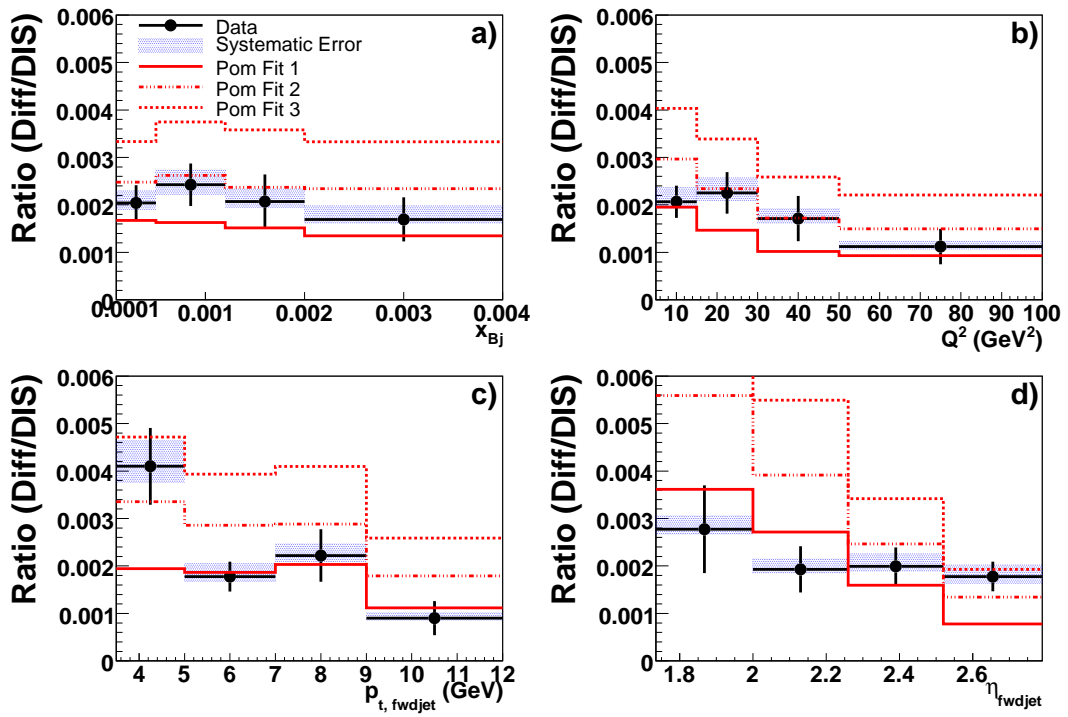 a)
Ratio (Diff/DIS)
0.006
0.005
0.004
0.003
0.002
0.001
0
Data
Systematic Error
Pom Fit 1
Pom Fit 2
Pom Fit 3
0.0001 0.001 0.002 0.003 0.004
x_Bj
b)
Ratio (Diff/DIS)
0.006
0.005
0.004
0.003
0.002
0.001
0
10 20 30 40 50 60 70 80 90 100
Q² (GeV²)
c)
Ratio (Diff/DIS)
0.006
0.005
0.004
0.003
0.002
0.001
0
4 5 6 7 8 9 10 11 12
p_t, fwdjet (GeV)
d)
Ratio (Diff/DIS)
0.006
0.005
0.004
0.003
0.002
0.001
0
1.8 2 2.2 2.4 2.6
η_fwdjet